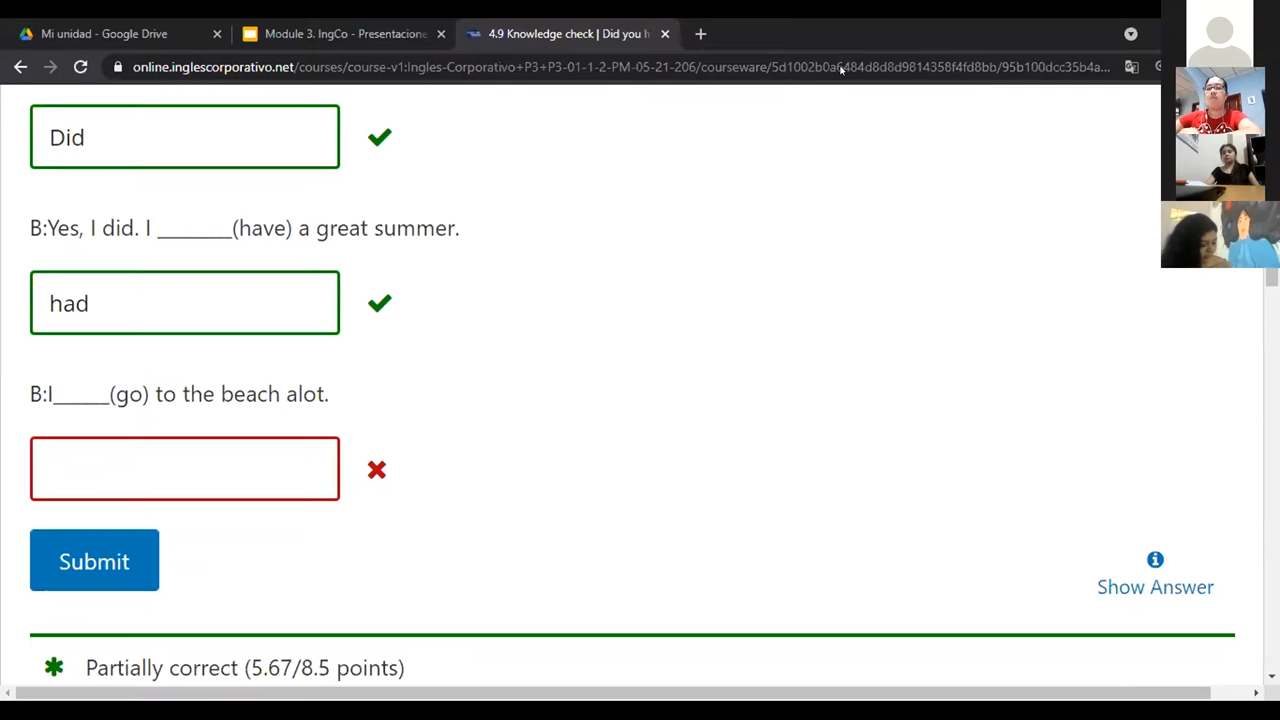 Mi unidad - Google Drive
Module 3. IngCo - Presentacione
4.9 Knowledge check | Did you h
online.inglescorporativo.net/courses/course-v1:Ingles-Corporativo+P3+P3-01-1-2-PM-05-21-206/courseware/5d1002b0a6484d8d8d9814358f4fd8bb/95b100dcc35b4a...
Did
B:Yes, I did. I _______(have) a great summer.
had
B:I_____(go) to the beach alot.
Submit
Show Answer
Partially correct (5.67/8.5 points)